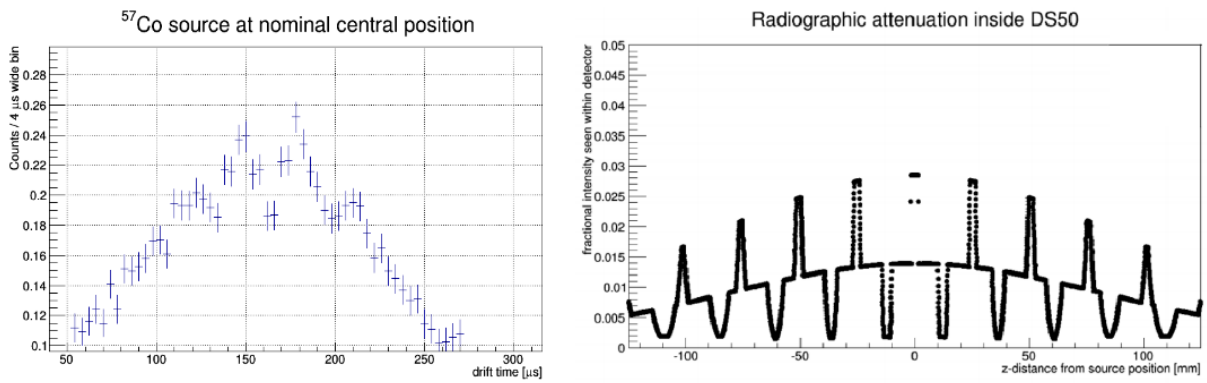 ⁵⁷Co source at nominal central position
Counts / 4 μs wide bin
0.28
0.26
0.24
0.22
0.2
0.18
0.16
0.14
0.12
0.1
50 100 150 200 250 300
drift time [μs]
Radiographic attenuation inside DS50
fractional intensity seen within detector
0.05
0.045
0.04
0.035
0.03
0.025
0.02
0.015
0.01
0.005
0
-100 -50 0 50 100
z-distance from source position [mm]